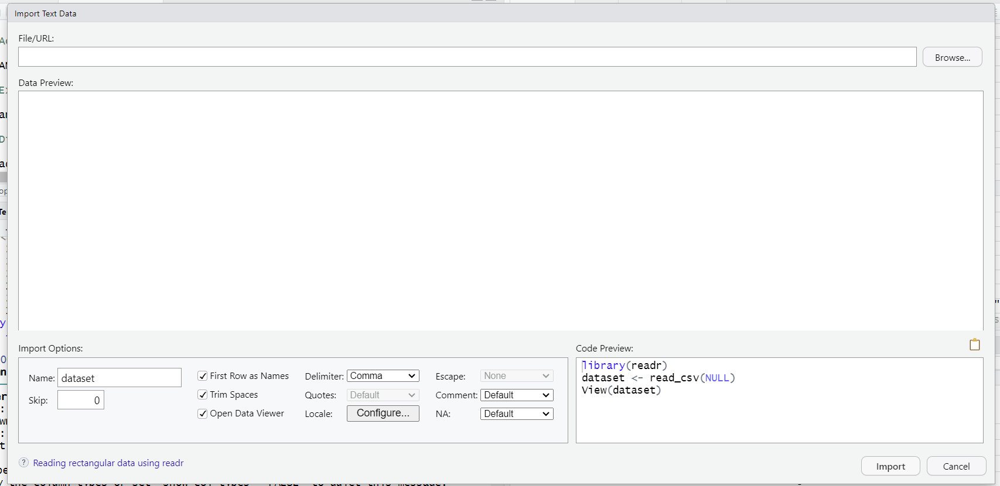 Import Text Data
File/URL:
Browse...
Data Preview:
Import Options:
Name: dataset
Skip: 0
First Row as Names
Trim Spaces
Open Data Viewer
Delimiter: Comma
Quotes: Default
Locale: Configure...
Escape: None
Comment: Default
NA: Default
Code Preview:
library(readr)
dataset <- read_csv(NULL)
View(dataset)
? Reading rectangular data using readr
Import
Cancel